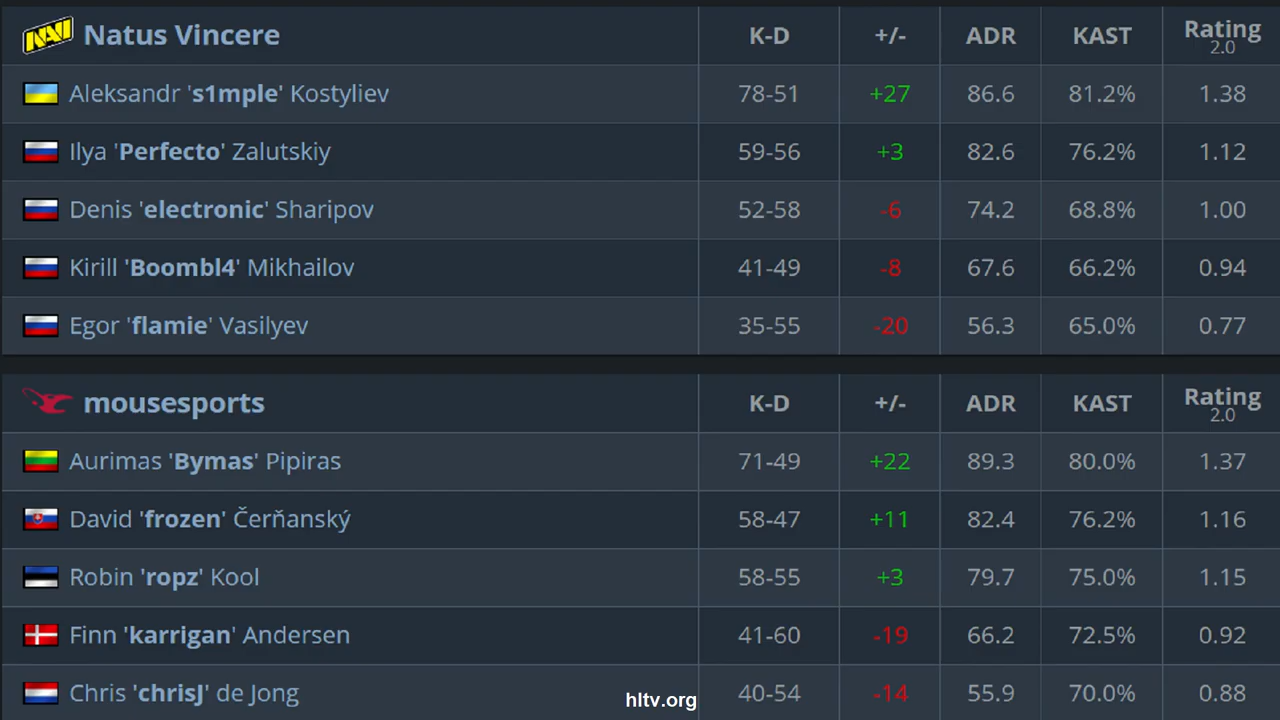 NAVI Natus Vincere K-D +/- ADR KAST Rating 2.0
Aleksandr 's1mple' Kostyliev 78-51 +27 86.6 81.2% 1.38
Ilya 'Perfecto' Zalutskiy 59-56 +3 82.6 76.2% 1.12
Denis 'electronic' Sharipov 52-58 -6 74.2 68.8% 1.00
Kirill 'Boombl4' Mikhailov 41-49 -8 67.6 66.2% 0.94
Egor 'flamie' Vasilyev 35-55 -20 56.3 65.0% 0.77
mousesports K-D +/- ADR KAST Rating 2.0
Aurimas 'Bymas' Pipiras 71-49 +22 89.3 80.0% 1.37
David 'frozen' Čerňanský 58-47 +11 82.4 76.2% 1.16
Robin 'ropz' Kool 58-55 +3 79.7 75.0% 1.15
Finn 'karrigan' Andersen 41-60 -19 66.2 72.5% 0.92
Chris 'chrisJ' de Jong 40-54 -14 55.9 70.0% 0.88
hltv.org